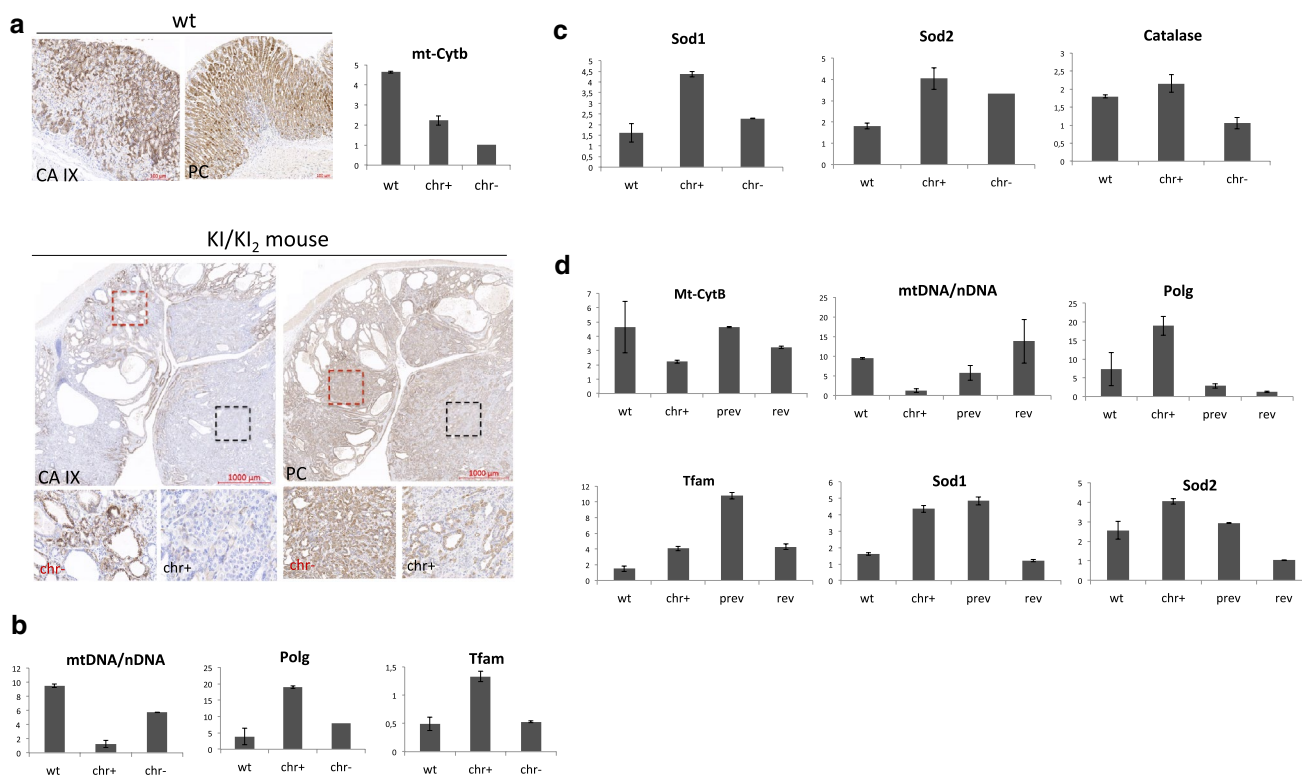 a
wt
CA IX
PC
mt-Cytb
5
4
3
2
1
0
wt chr+ chr-
KI/KI2 mouse
CA IX
1000 µm
PC
1000 µm
chr-
chr+
chr-
chr+
b
mtDNA/nDNA
12
10
8
6
4
2
0
wt chr+ chr-
Polg
25
20
15
10
5
0
wt chr+ chr-
Tfam
1,5
1
0,5
0
wt chr+ chr-
c
Sod1
5
4,5
4
3,5
3
2,5
2
1,5
1
0,5
0
wt chr+ chr-
Sod2
5
4
3
2
1
0
wt chr+ chr-
Catalase
3
2,5
2
1,5
1
0,5
0
wt chr+ chr-
d
Mt-CytB
7
6
5
4
3
2
1
0
wt chr+ prev rev
mtDNA/nDNA
25
20
15
10
5
0
wt chr+ prev rev
Polg
25
20
15
10
5
0
wt chr+ prev rev
Tfam
12
10
8
6
4
2
0
wt chr+ prev rev
Sod1
6
5
4
3
2
1
0
wt chr+ prev rev
Sod2
5
4
3
2
1
0
wt chr+ prev rev